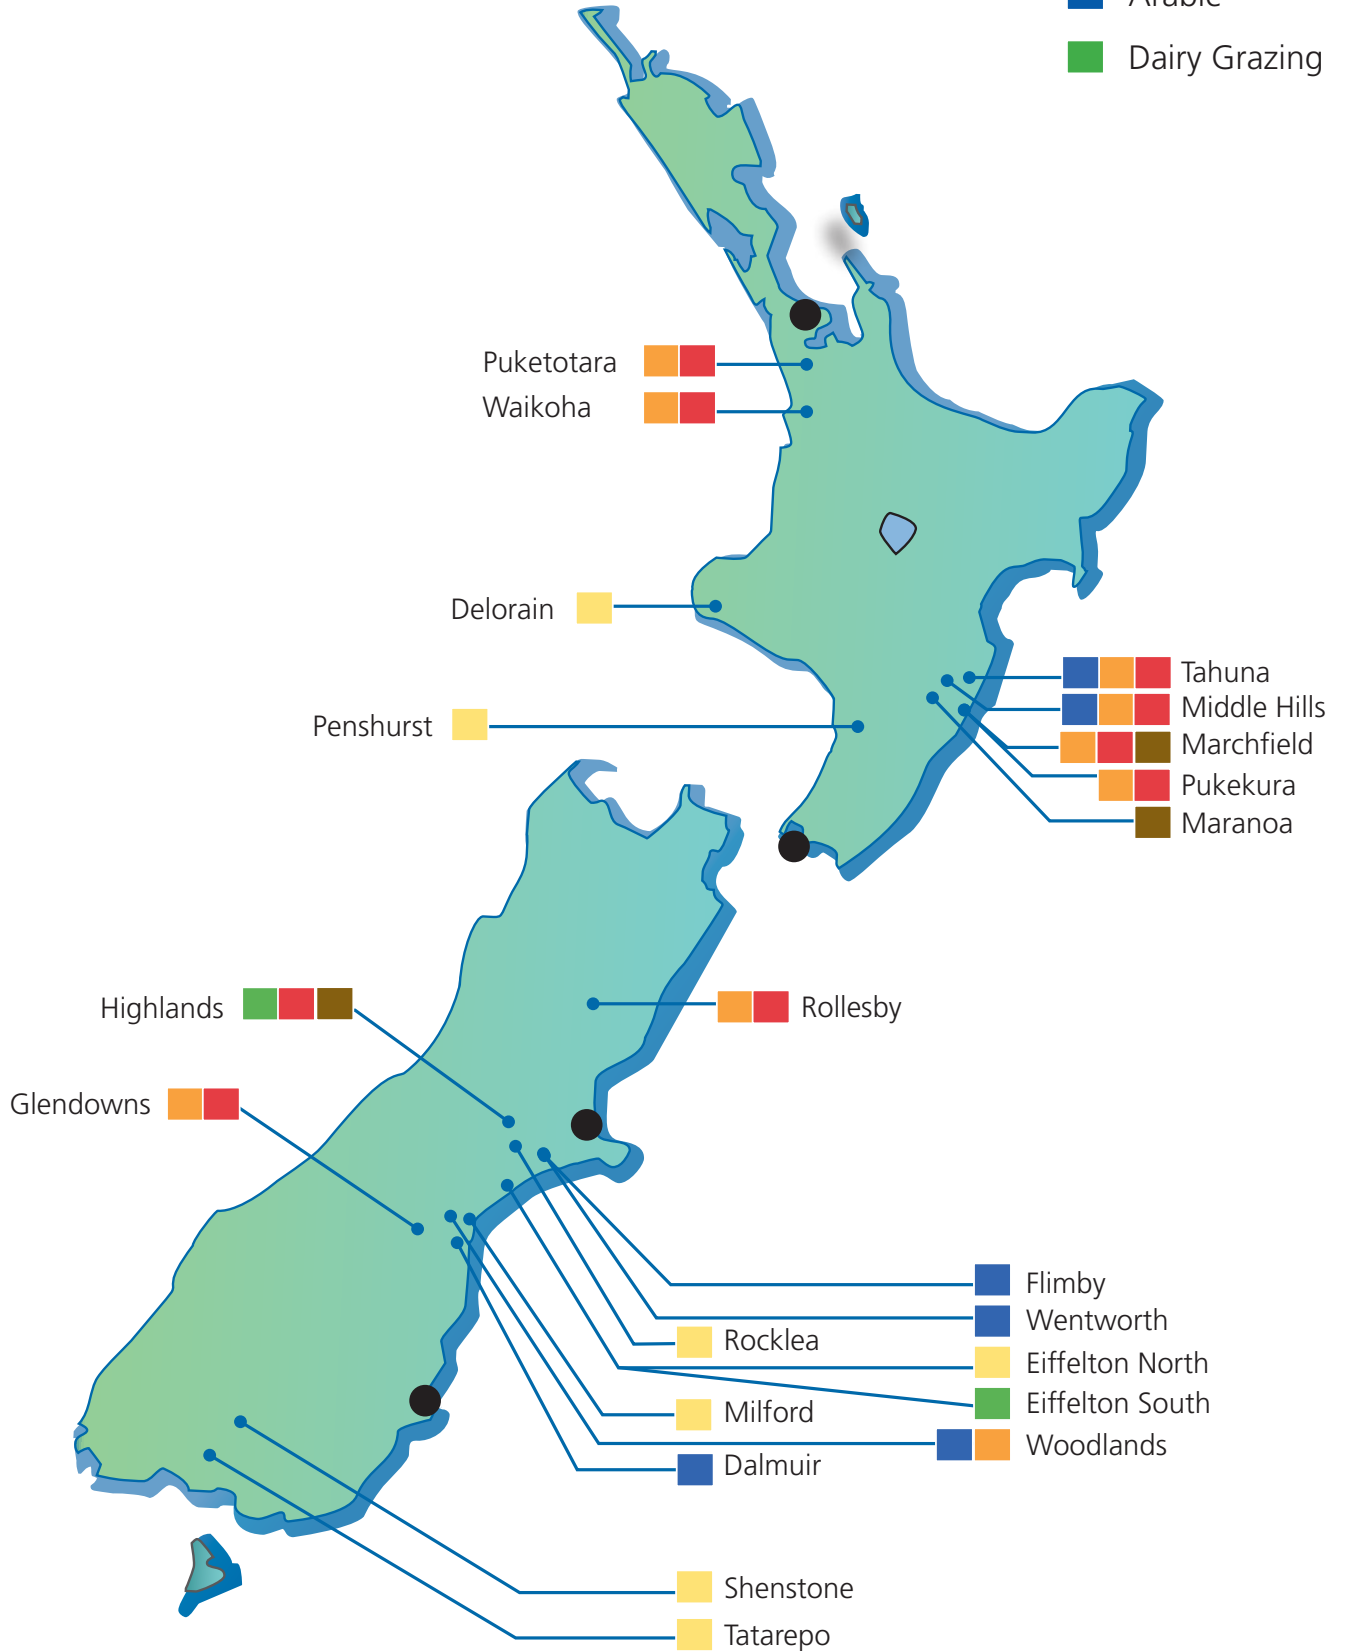 Arable
Dairy Grazing
Puketotara
Waikoha
Delorain
Penshurst
Tahuna
Middle Hills
Marchfield
Pukekura
Maranoa
Highlands
Rollesby
Glendowns
Flimby
Wentworth
Rocklea
Eiffelton North
Eiffelton South
Milford
Woodlands
Dalmuir
Shenstone
Tatarepo